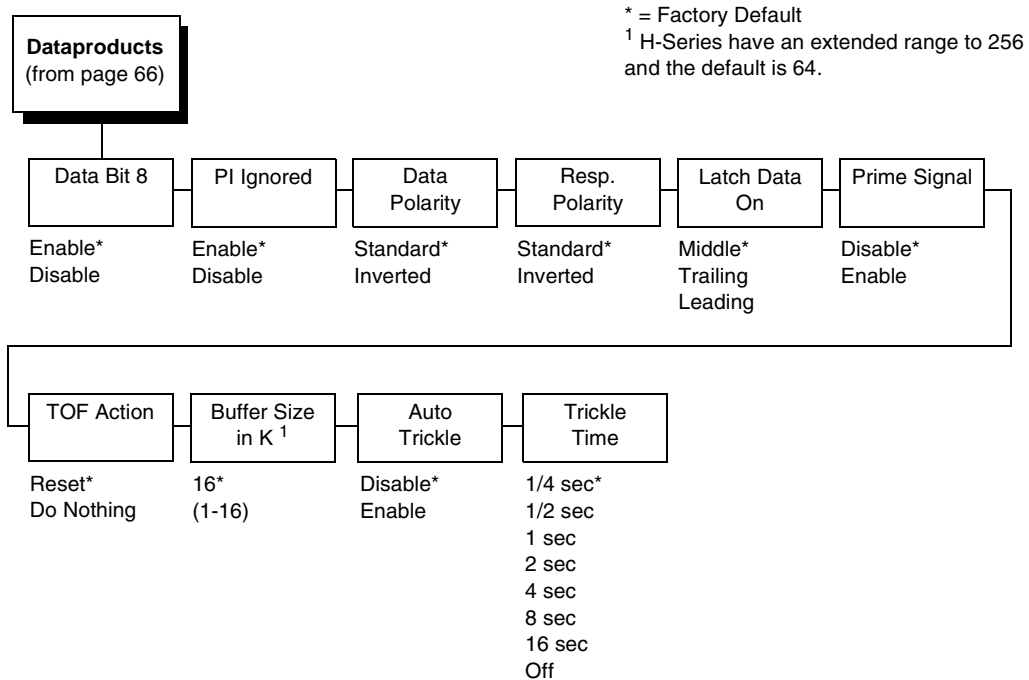 * = Factory Default
1 H-Series have an extended range to 256
and the default is 64.
Dataproducts
(from page 66)
Data Bit 8
Enable*
Disable
PI Ignored
Enable*
Disable
Data
Polarity
Standard*
Inverted
Resp.
Polarity
Standard*
Inverted
Latch Data
On
Middle*
Trailing
Leading
Prime Signal
Disable*
Enable
TOF Action
Reset*
Do Nothing
Buffer Size
in K 1
16*
(1-16)
Auto
Trickle
Disable*
Enable
Trickle
Time
1/4 sec*
1/2 sec
1 sec
2 sec
4 sec
8 sec
16 sec
Off